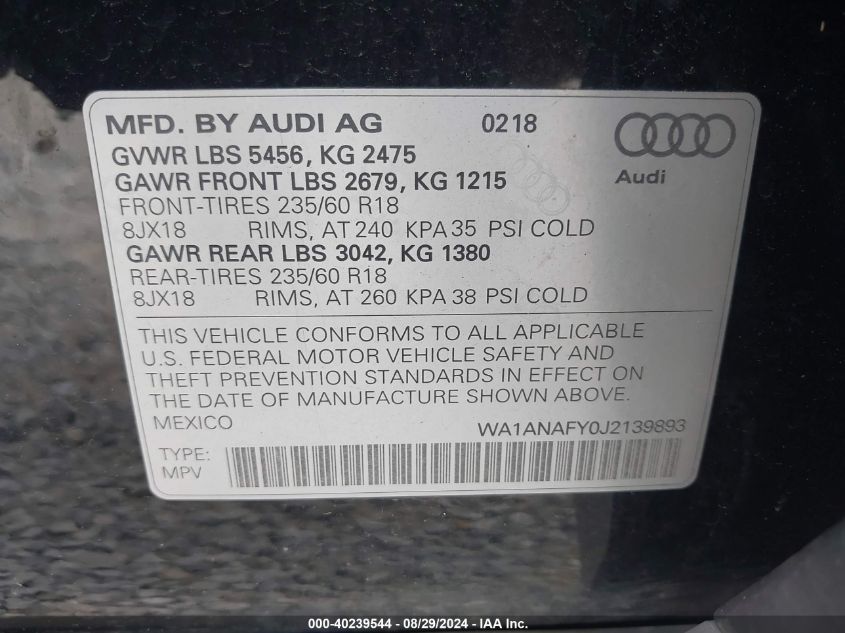 MFD. BY AUDI AG 0218
GVWR LBS 5456, KG 2475
GAWR FRONT LBS 2679, KG 1215
Audi
FRONT-TIRES 235/60 R18
8JX18 RIMS, AT 240 KPA 35 PSI COLD
GAWR REAR LBS 3042, KG 1380
REAR-TIRES 235/60 R18
8JX18 RIMS, AT 260 KPA 38 PSI COLD
THIS VEHICLE CONFORMS TO ALL APPLICABLE
U.S. FEDERAL MOTOR VEHICLE SAFETY AND
THEFT PREVENTION STANDARDS IN EFFECT ON
THE DATE OF MANUFACTURE SHOWN ABOVE.
MEXICO WA1ANAFY0J2139893
TYPE:
MPV
000-40239544 - 08/29/2024 - IAA Inc.